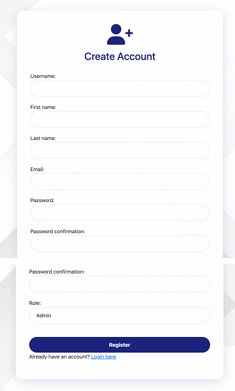 Create Account
Username:
First name:
Last name:
Email:
Password:
Password confirmation:
Password confirmation:
Role:
Admin
Register
Already have an account? Login here